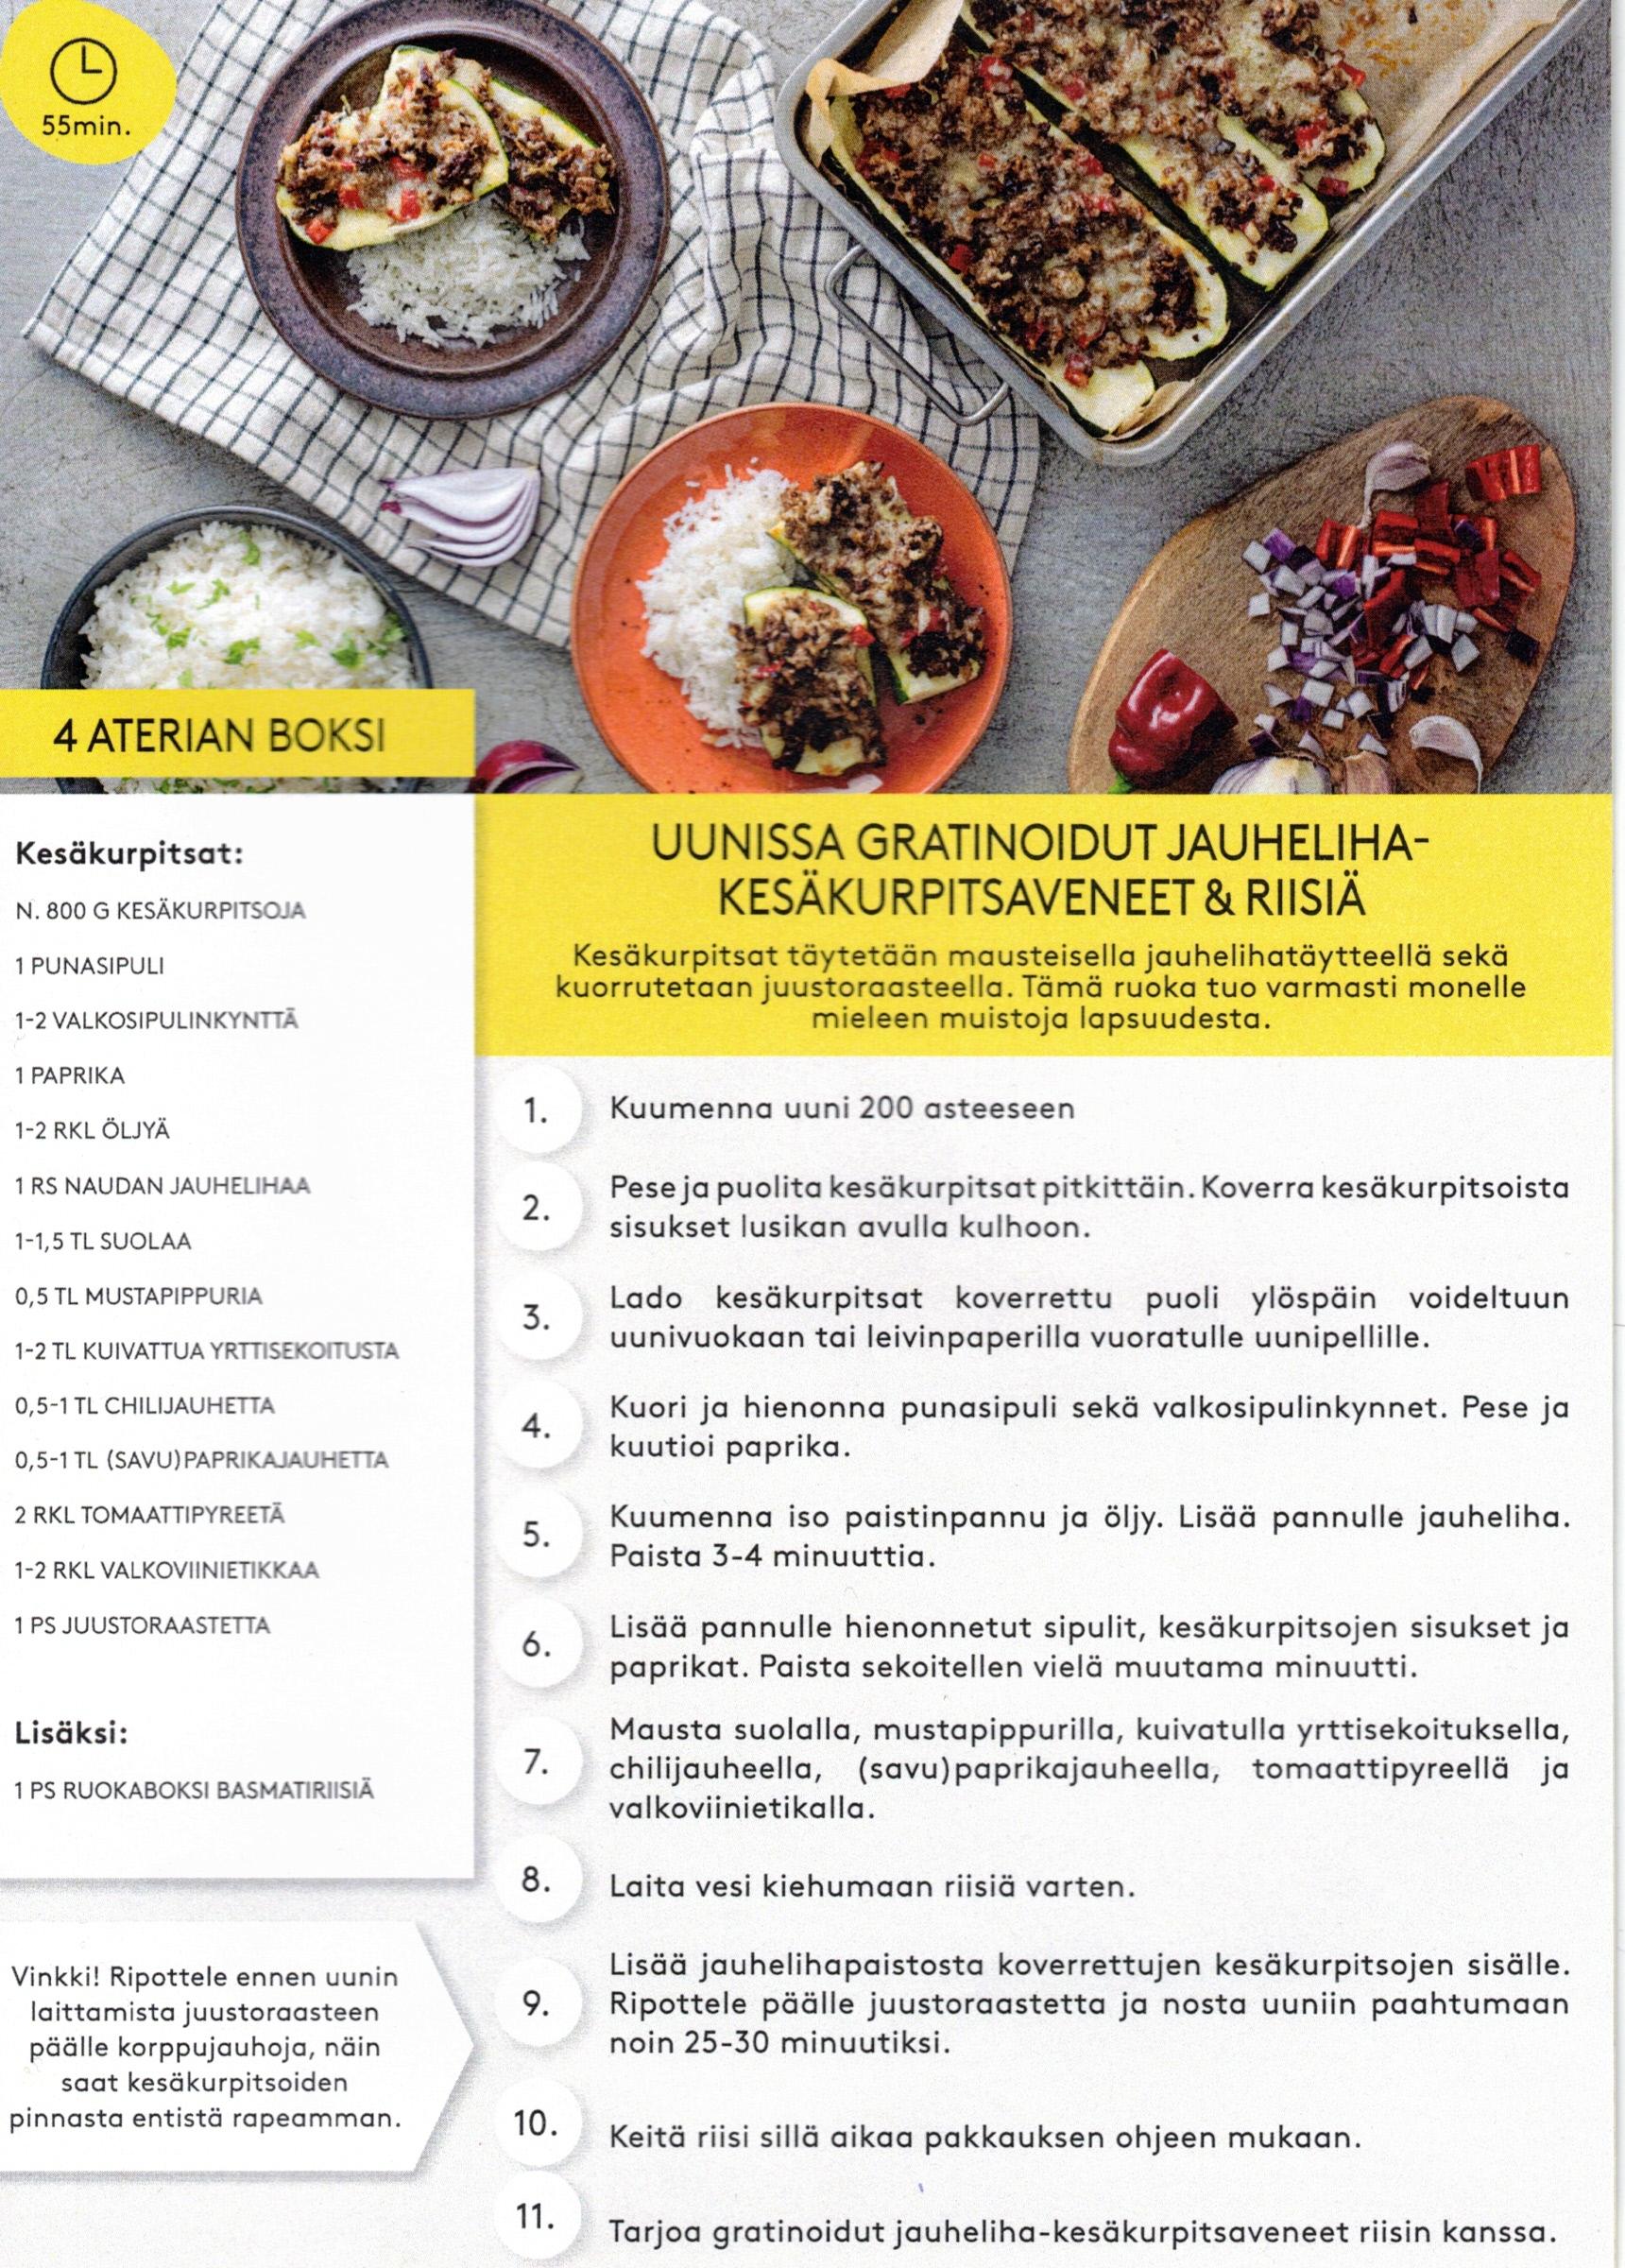 55min.
4 ATERIAN BOKSI
Kesäkurpitsat:
N. 800 G KESÄKURPITSOJA
1 PUNASIPULI
1-2 VALKOSIPULINKYNTTÄ
1 PAPRIKA
1-2 RKL ÖLJYÄ
1 RS NAUDAN JAUHELIHAA
1-1,5 TL SUOLAA
0,5 TL MUSTAPIPPURIA
1-2 TL KUIVATTUA YRTTISEKOITUSTA
0,5-1 TL CHILIJAUHETTA
0,5-1 TL (SAVU)PAPRIKAJAUHETTA
2 RKL TOMAATTIPYREETÄ
1-2 RKL VALKOVIINIETIKKAA
1 PS JUUSTORAASTETTA
Lisäksi:
1 PS RUOKABOKSI BASMATIRIISIÄ
Vinkki! Ripottele ennen uunin
laittamista juustoraasteen
päälle korppujauhoja, näin
saat kesäkurpitsoiden
pinnasta entistä rapeamman.
UUNISSA GRATINOIDUT JAUHELIHA-
KESÄKURPITSAVENEET & RIISIÄ
Kesäkurpitsat täytetään mausteisella jauhelihatäytteellä sekä
kuorrutetaan juustoraasteella. Tämä ruoka tuo varmasti monelle
mieleen muistoja lapsuudesta.
1. Kuumenna uuni 200 asteeseen
2. Pese ja puolita kesäkurpitsat pitkittäin. Koverra kesäkurpitsoista
sisukset lusikan avulla kulhoon.
3. Lado kesäkurpitsat koverrettu puoli ylöspäin voideltuun
uunivuokaan tai leivinpaperilla vuoratulle uunipellille.
4. Kuori ja hienonna punasipuli sekä valkosipulinkynnet. Pese ja
kuutioi paprika.
5. Kuumenna iso paistinpannu ja öljy. Lisää pannulle jauheliha.
Paista 3-4 minuuttia.
6. Lisää pannulle hienonnetut sipulit, kesäkurpitsojen sisukset ja
paprikat. Paista sekoitellen vielä muutama minuutti.
7. Mausta suolalla, mustapippurilla, kuivatulla yrttisekoituksella,
chilijauheella, (savu)paprikajauheella, tomaattipyreellä ja
valkoviinietikalla.
8. Laita vesi kiehumaan riisiä varten.
9. Lisää jauhelihapaistosta koverrettujen kesäkurpitsojen sisälle.
Ripottele päälle juustoraastetta ja nosta uuniin paahtumaan
noin 25-30 minuutiksi.
10. Keitä riisi sillä aikaa pakkauksen ohjeen mukaan.
11. Tarjoa gratinoidut jauheliha-kesäkurpitsaveneet riisin kanssa.